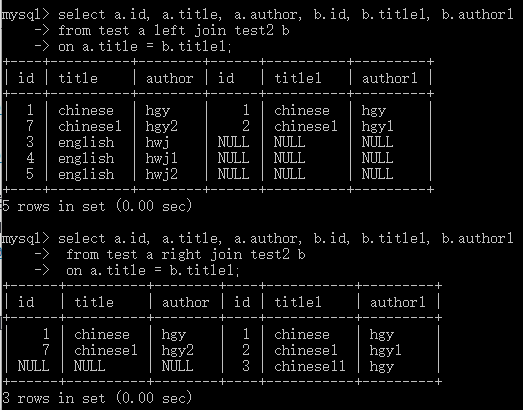 mysql> select a.id, a.title, a.author, b.id, b.title1, b.author1
    -> from test a left join test2 b
    -> on a.title = b.title1;
+----+----------+--------+------+----------+---------+
| id | title    | author | id   | title1   | author1 |
+----+----------+--------+------+----------+---------+
|  1 | chinese  | hgy    |    1 | chinese  | hgy     |
|  7 | chinese1 | hgy2   |    2 | chinese1 | hgy1    |
|  3 | english  | hwj    | NULL | NULL     | NULL    |
|  4 | english  | hwj1   | NULL | NULL     | NULL    |
|  5 | english  | hwj2   | NULL | NULL     | NULL    |
+----+----------+--------+------+----------+---------+
5 rows in set (0.00 sec)
mysql> select a.id, a.title, a.author, b.id, b.title1, b.author1
    ->  from test a right join test2 b
    ->  on a.title = b.title1;
+------+----------+--------+----+-----------+---------+
| id   | title    | author | id | title1    | author1 |
+------+----------+--------+----+-----------+---------+
|    1 | chinese  | hgy    |  1 | chinese   | hgy     |
|    7 | chinese1 | hgy2   |  2 | chinese1  | hgy1    |
| NULL | NULL     | NULL   |  3 | chinese11 | hgy     |
+------+----------+--------+----+-----------+---------+
3 rows in set (0.00 sec)